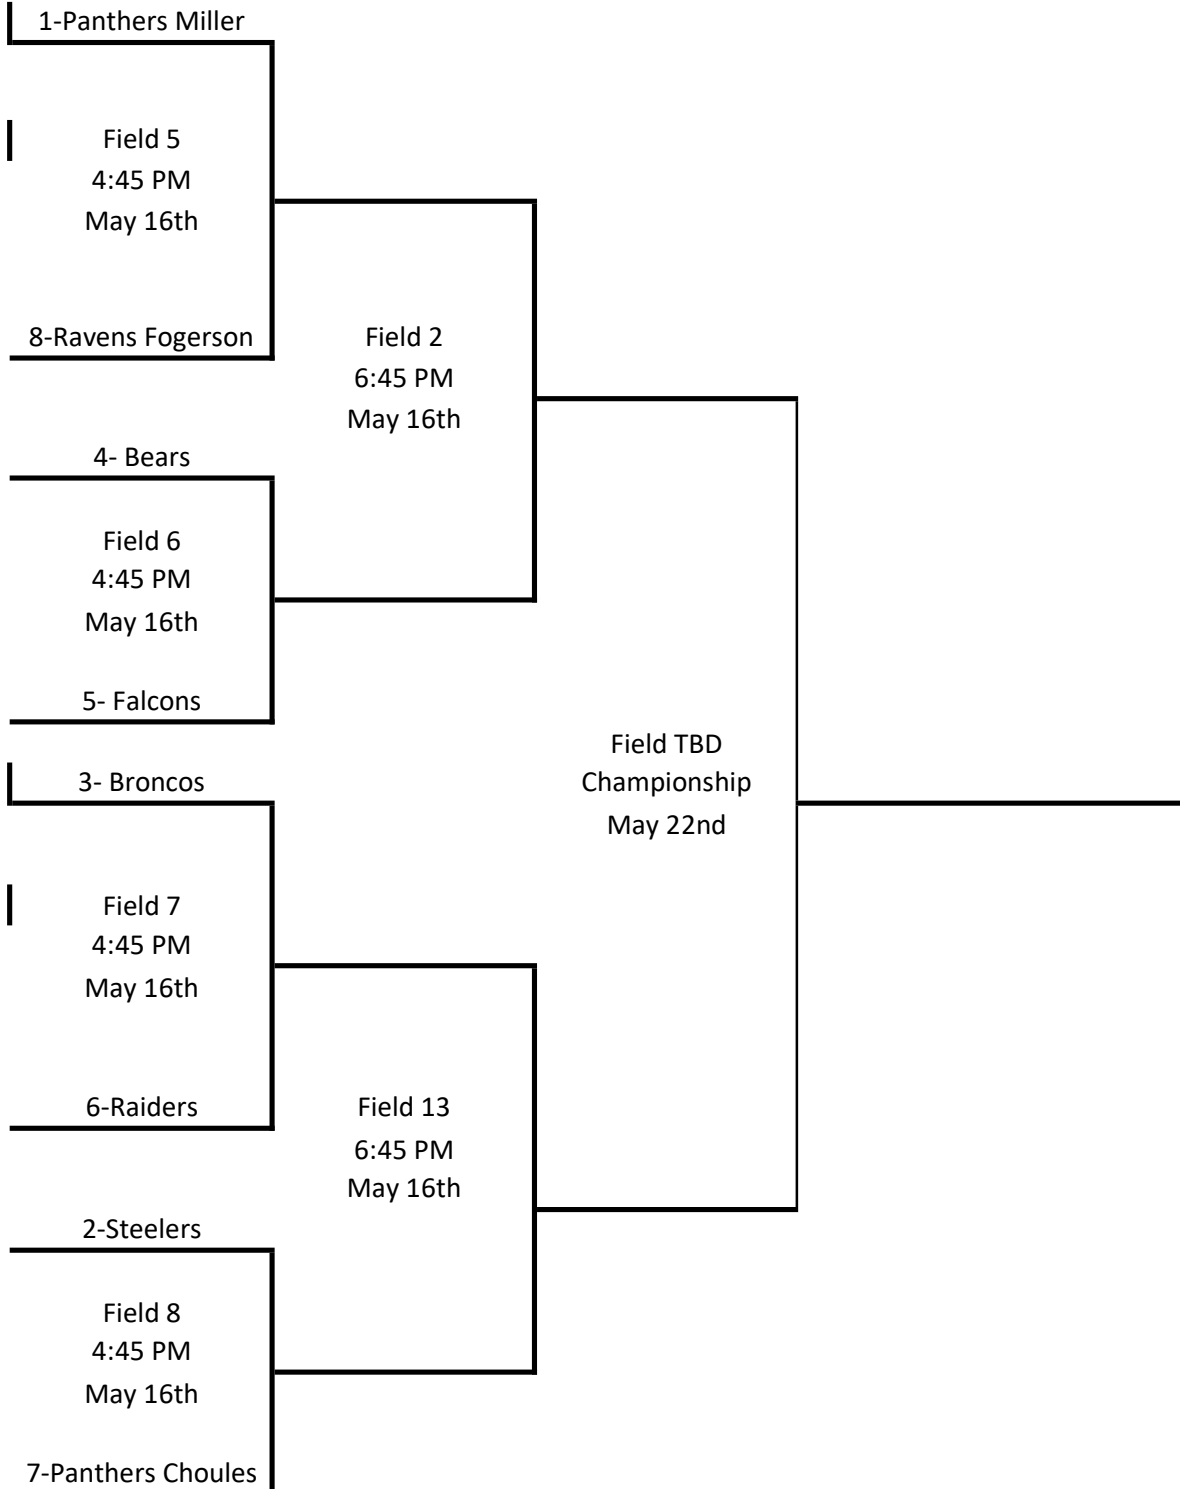 1-Panthers Miller
Field 5
4:45 PM
May 16th
8-Ravens Fogerson
Field 2
6:45 PM
May 16th
4- Bears
Field 6
4:45 PM
May 16th
5- Falcons
Field TBD
Championship
May 22nd
3- Broncos
Field 7
4:45 PM
May 16th
6-Raiders
Field 13
6:45 PM
May 16th
2-Steelers
Field 8
4:45 PM
May 16th
7-Panthers Choules